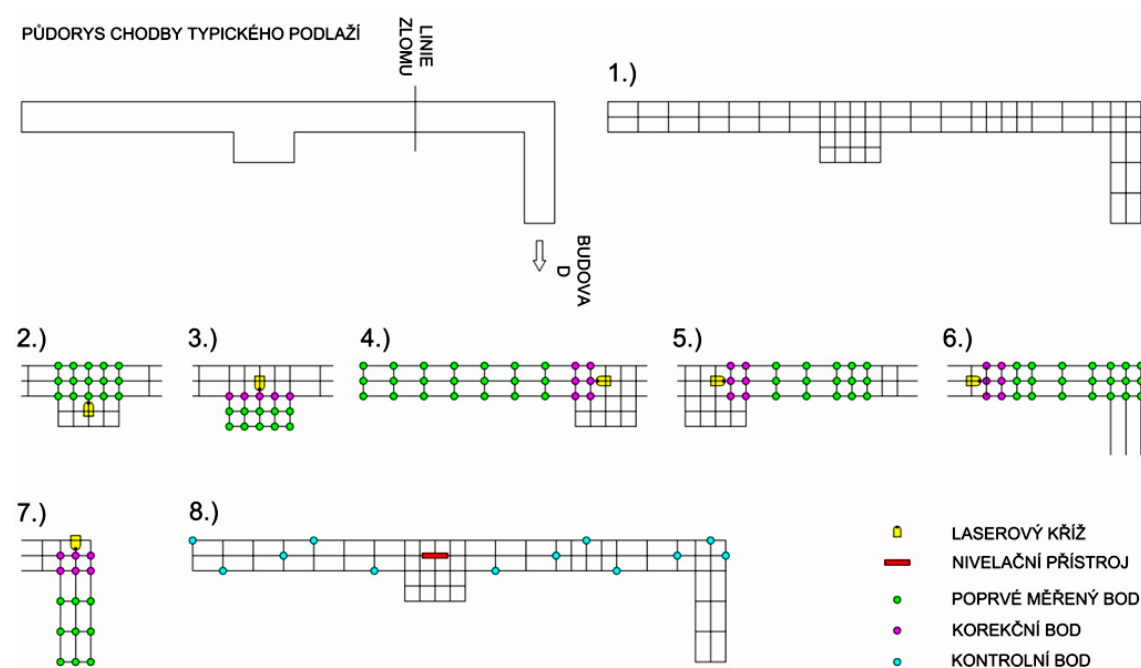 PŮDORYS CHODBY TYPICKÉHO PODLAŽÍ
LINIE
ZLOMU
1.)
BUDOVA
D
2.)
3.)
4.)
5.)
6.)
7.)
8.)
LASEROVÝ KŘÍŽ
NIVELAČNÍ PŘÍSTROJ
POPRVÉ MĚŘENÝ BOD
KOREKČNÍ BOD
KONTROLNÍ BOD